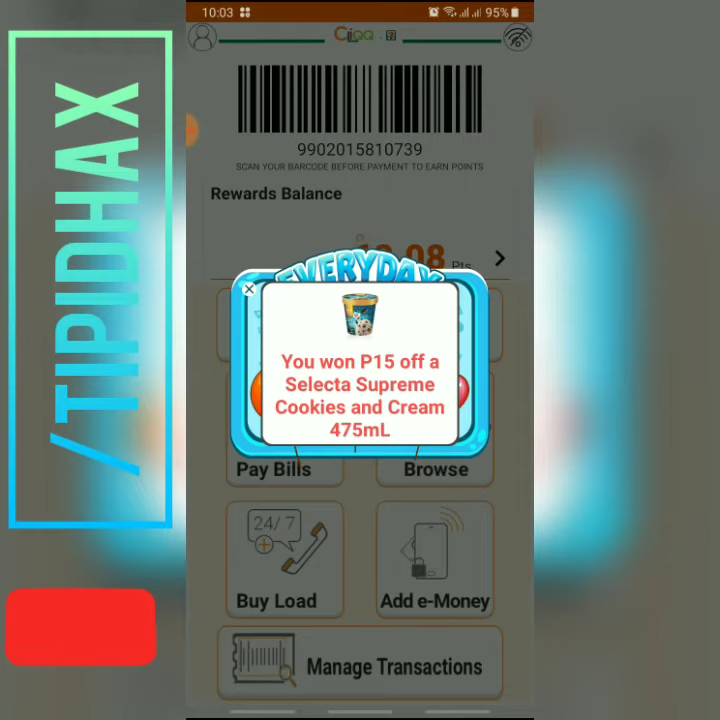 /TIPIDHAX
10:03
95%
CLiQQ
9902015810739
SCAN YOUR BARCODE BEFORE PAYMENT TO EARN POINTS
Rewards Balance
Pts
EVERYDAY
You won P15 off a
Selecta Supreme
Cookies and Cream
475mL
Pay Bills
Browse
24/7
Buy Load
Add e-Money
Manage Transactions